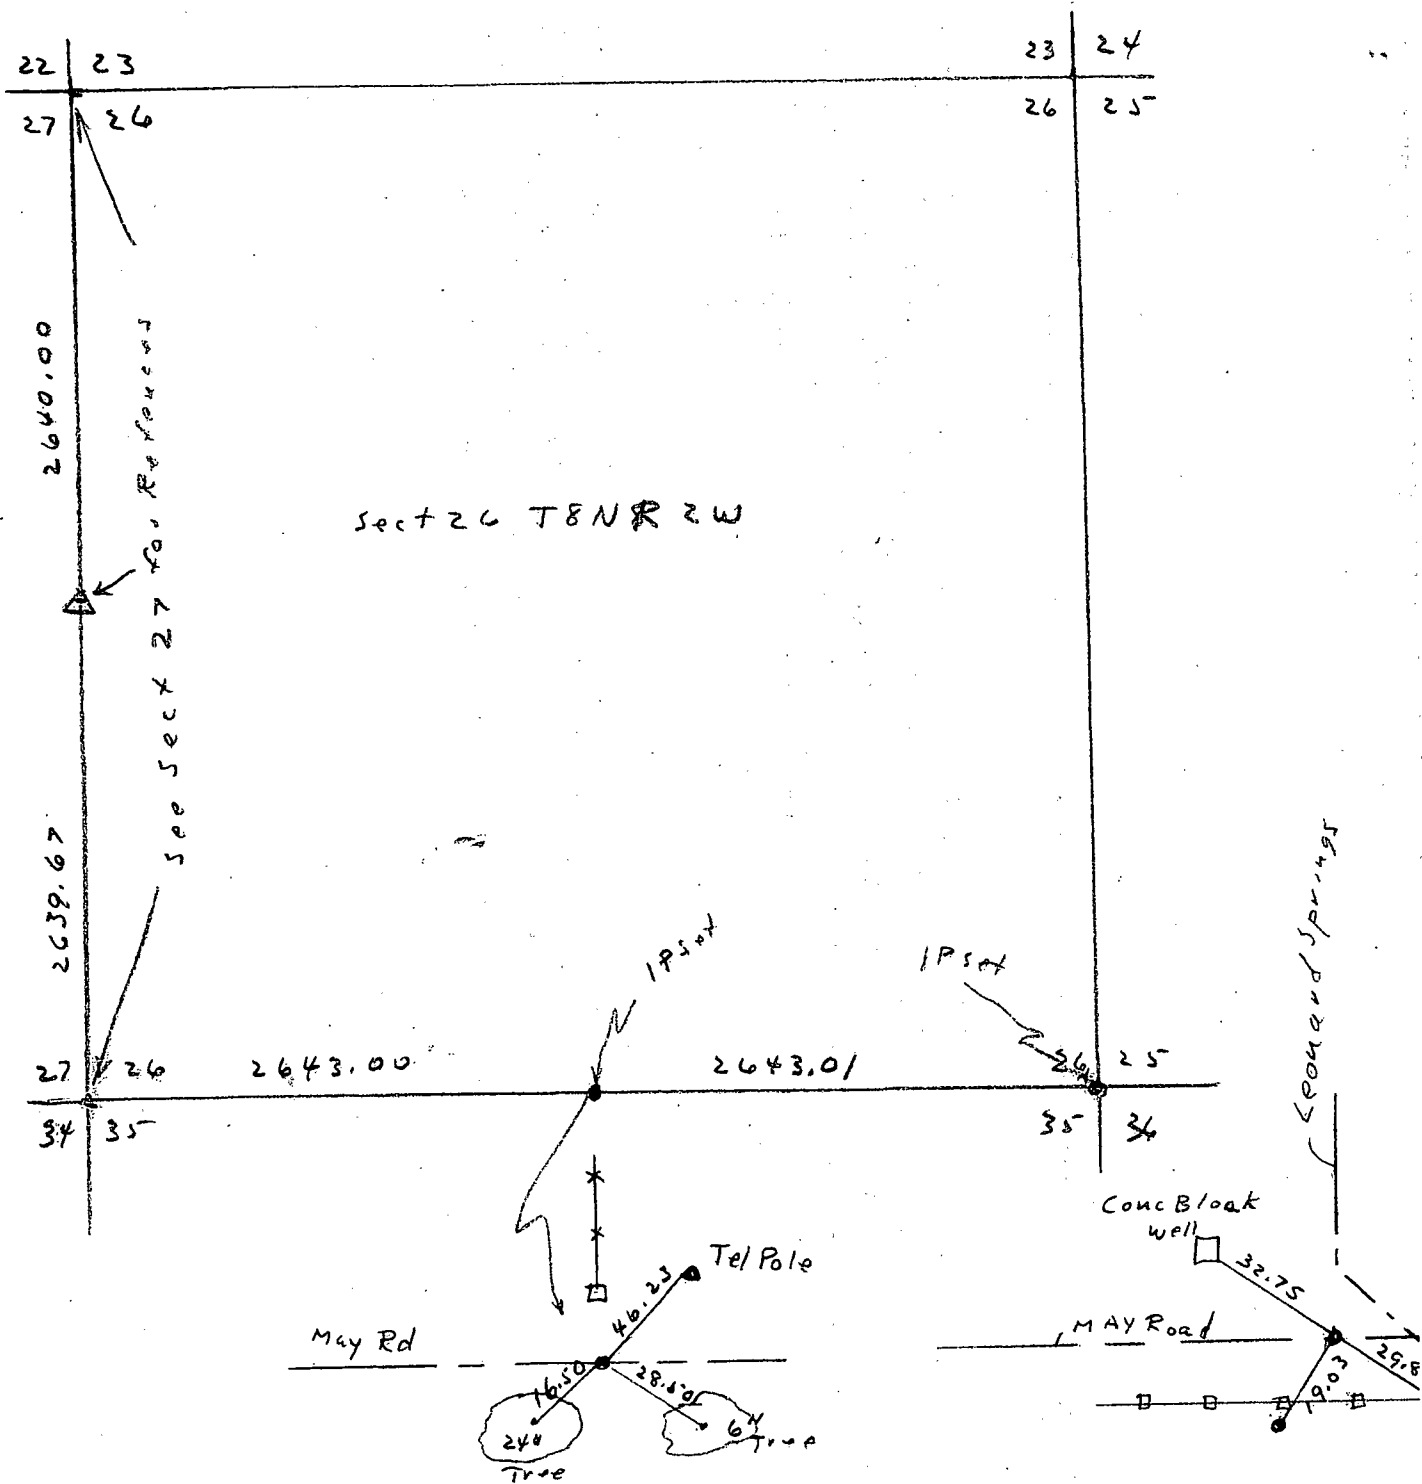 22 23
23 24
27 26
26 25
2640.00
See Sect 27 for References
Sect 26 T8N R 2W
2639.67
IP Set
IP Set
Leonard Springs
27 26
2643.00
2643.01
26 25
34 35
35 36
Conc Bloak
well
Tel Pole
32.75
46.23
May Rd
MAY Road
16.50
28.50
19.03
29.8
24"
Tree
6"
Tree